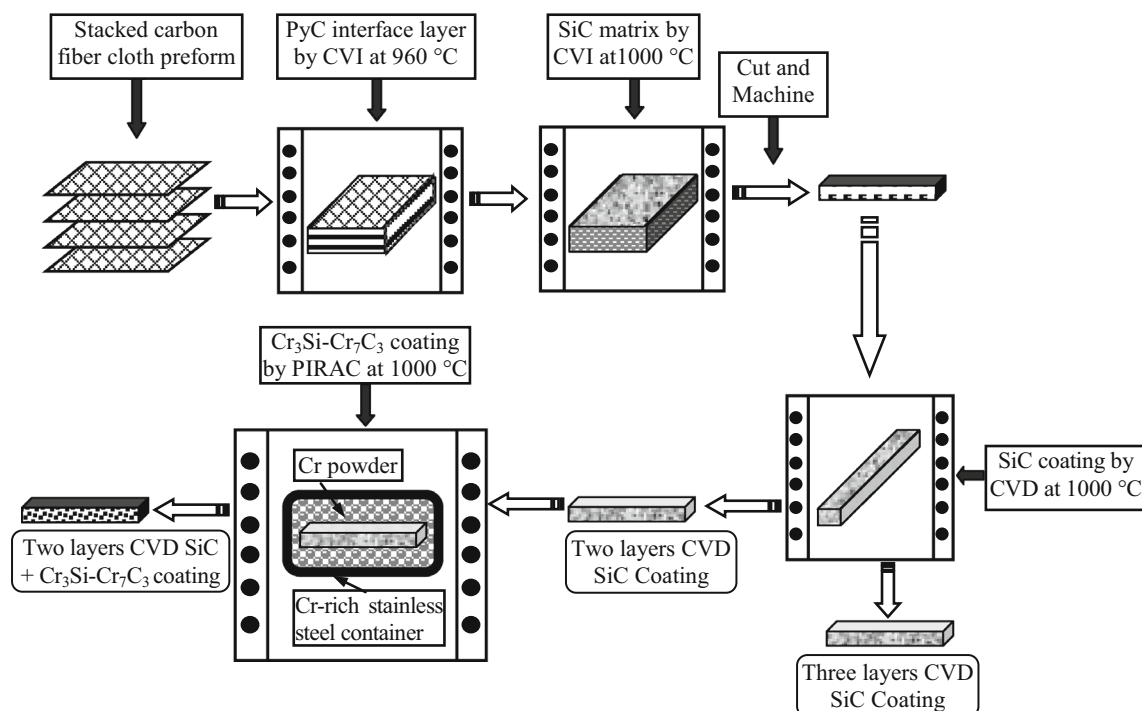 Stacked carbon
fiber cloth preform
PyC interface layer
by CVI at 960 °C
SiC matrix by
CVI at1000 °C
Cut and
Machine
Cr₃Si-Cr₇C₃ coating
by PIRAC at 1000 °C
Cr powder
Cr-rich stainless
steel container
SiC coating by
CVD at 1000 °C
Two layers CVD SiC
+ Cr₃Si-Cr₇C₃ coating
Two layers CVD
SiC Coating
Three layers CVD
SiC Coating